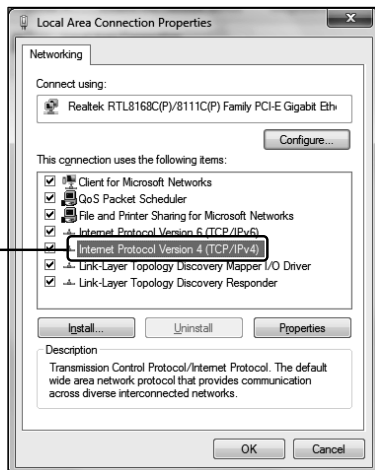 Local Area Connection Properties
Networking
Connect using:
Realtek RTL8168C(P)/8111C(P) Family PCI-E Gigabit Eth
Configure...
This connection uses the following items:
Client for Microsoft Networks
QoS Packet Scheduler
File and Printer Sharing for Microsoft Networks
Internet Protocol Version 6 (TCP/IPv6)
Internet Protocol Version 4 (TCP/IPv4)
Link-Layer Topology Discovery Mapper I/O Driver
Link-Layer Topology Discovery Responder
Install... Uninstall Properties
Description
Transmission Control Protocol/Internet Protocol. The default
wide area network protocol that provides communication
across diverse interconnected networks.
OK Cancel